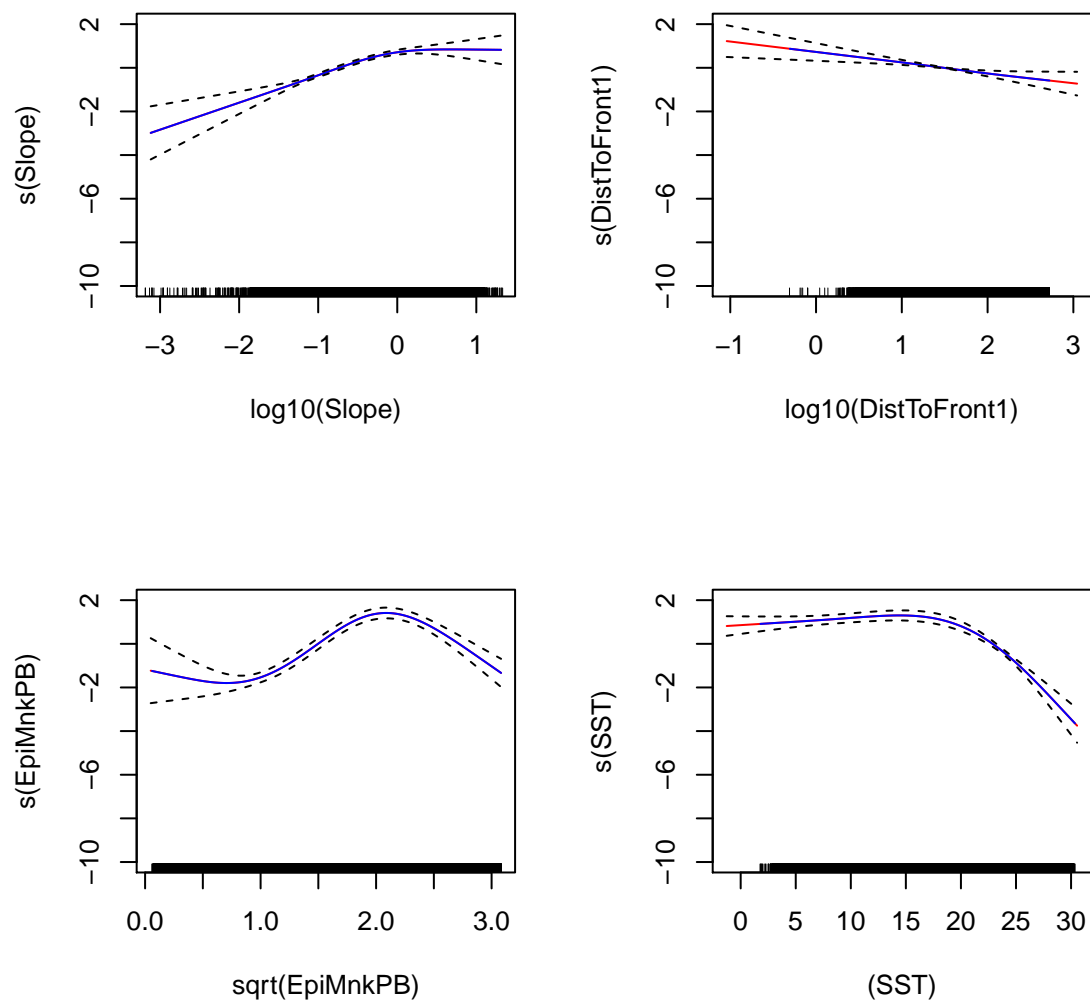 s(Slope)
2
−2
−6
−10
−3 −2 −1 0 1
log10(Slope)
s(DistToFront1)
2
−2
−6
−10
−1 0 1 2 3
log10(DistToFront1)
s(EpiMnkPB)
2
−2
−6
−10
0.0 1.0 2.0 3.0
sqrt(EpiMnkPB)
s(SST)
2
−2
−6
−10
0 5 10 15 20 25 30
(SST)